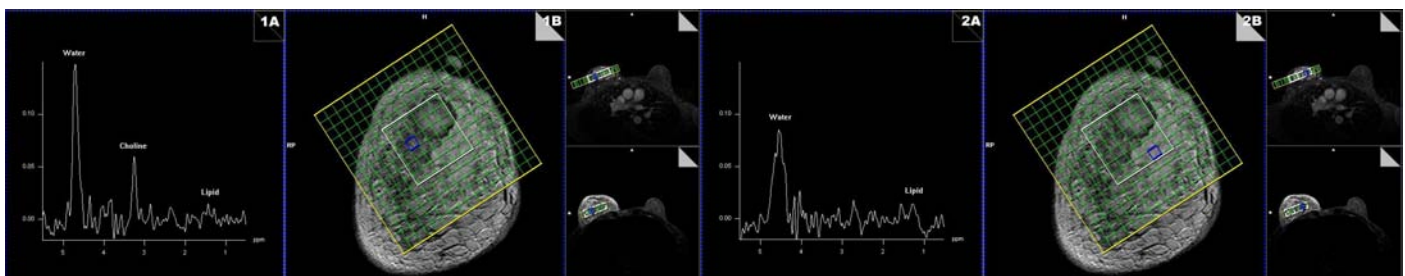 1A
Water
Choline
Lipid
0.10
0.05
0.00
5 4 3 2 1
ppm
1B
H
RP
2A
Water
Lipid
0.10
0.05
0.00
5 4 3 2 1
ppm
2B
H
RP